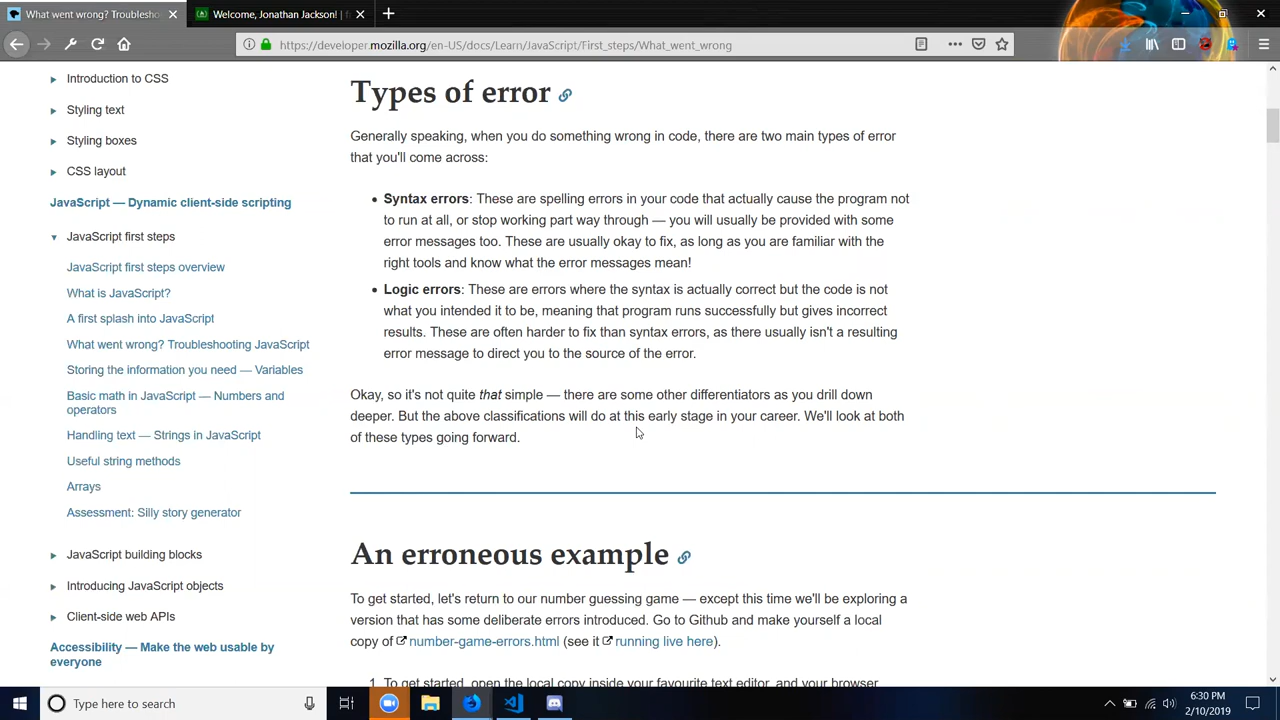 What went wrong? Troublesho
Welcome, Jonathan Jackson! | f
https://developer.mozilla.org/en-US/docs/Learn/JavaScript/First_steps/What_went_wrong
Introduction to CSS
Styling text
Styling boxes
CSS layout
JavaScript — Dynamic client-side scripting
JavaScript first steps
JavaScript first steps overview
What is JavaScript?
A first splash into JavaScript
What went wrong? Troubleshooting JavaScript
Storing the information you need — Variables
Basic math in JavaScript — Numbers and
operators
Handling text — Strings in JavaScript
Useful string methods
Arrays
Assessment: Silly story generator
JavaScript building blocks
Introducing JavaScript objects
Client-side web APIs
Accessibility — Make the web usable by
everyone
Types of error
Generally speaking, when you do something wrong in code, there are two main types of error
that you'll come across:
• Syntax errors: These are spelling errors in your code that actually cause the program not
to run at all, or stop working part way through — you will usually be provided with some
error messages too. These are usually okay to fix, as long as you are familiar with the
right tools and know what the error messages mean!
• Logic errors: These are errors where the syntax is actually correct but the code is not
what you intended it to be, meaning that program runs successfully but gives incorrect
results. These are often harder to fix than syntax errors, as there usually isn't a resulting
error message to direct you to the source of the error.
Okay, so it's not quite that simple — there are some other differentiators as you drill down
deeper. But the above classifications will do at this early stage in your career. We'll look at both
of these types going forward.
An erroneous example
To get started, let's return to our number guessing game — except this time we'll be exploring a
version that has some deliberate errors introduced. Go to Github and make yourself a local
copy of number-game-errors.html (see it running live here).
1. To get started, open the local copy inside your favourite text editor, and your browser
Type here to search
6:30 PM
2/10/2019